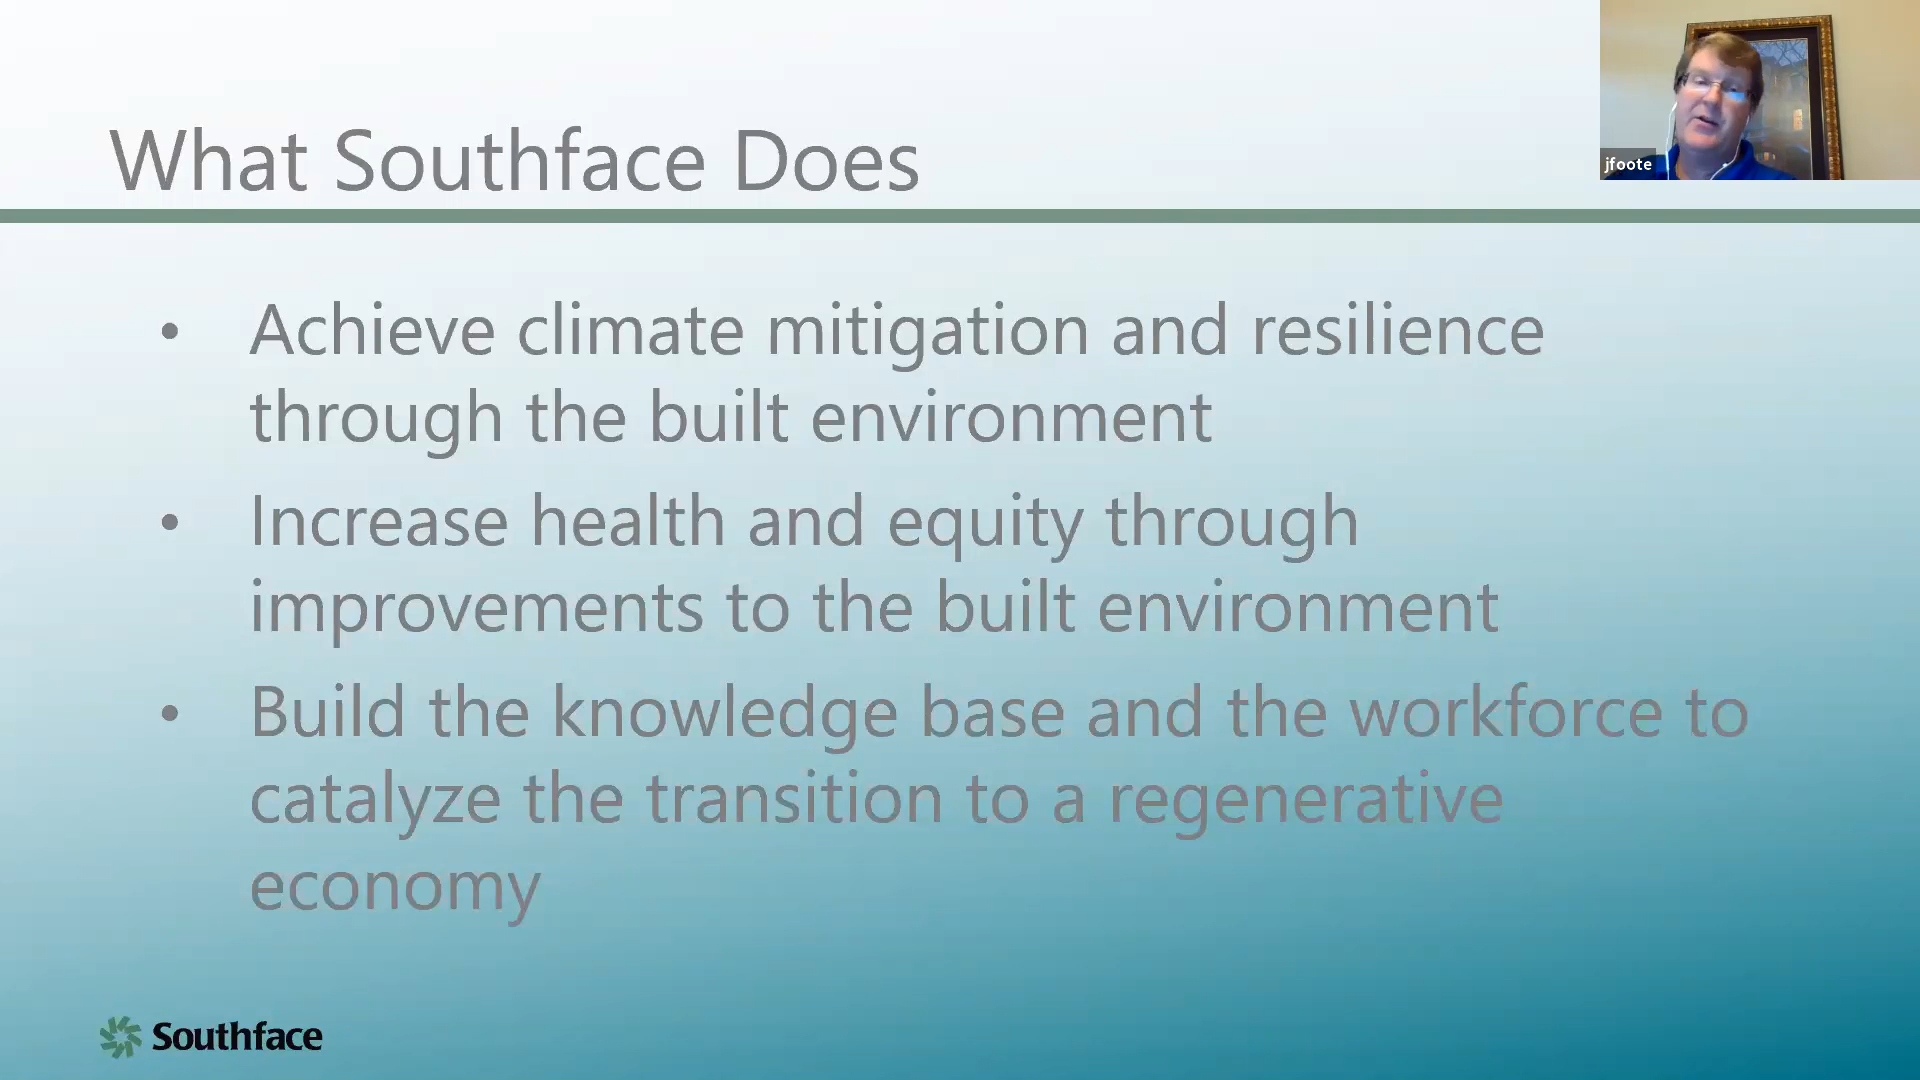 What Southface Does
jfoote
• Achieve climate mitigation and resilience
through the built environment
• Increase health and equity through
improvements to the built environment
• Build the knowledge base and the workforce to
catalyze the transition to a regenerative
economy
Southface